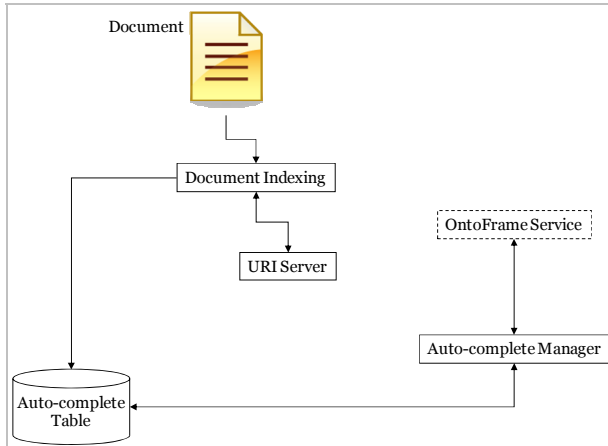 Document
Document Indexing
OntoFrame Service
URI Server
Auto-complete Manager
Auto-complete
Table